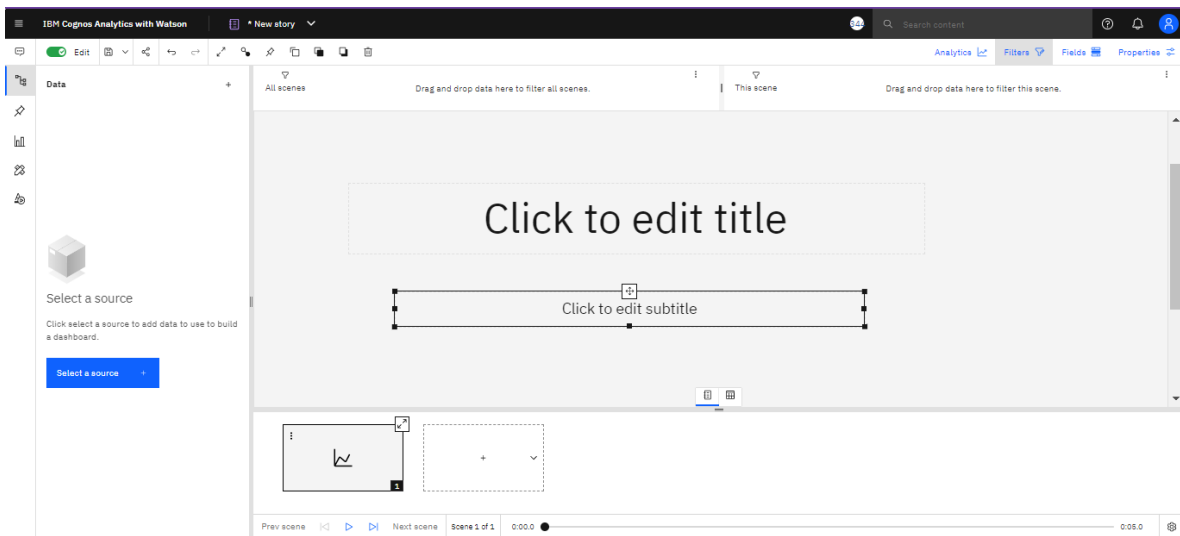 IBM Cognos Analytics with Watson
* New story
Search content
Edit
Analytics
Filters
Fields
Properties
Data
All scenes
Drag and drop data here to filter all scenes.
This scene
Drag and drop data here to filter this scene.
Click to edit title
Click to edit subtitle
Select a source
Click select a source to add data to use to build
a dashboard.
Select a source +
1
Prev scene
Next scene
Scene 1 of 1
0:00.0
0:05.0